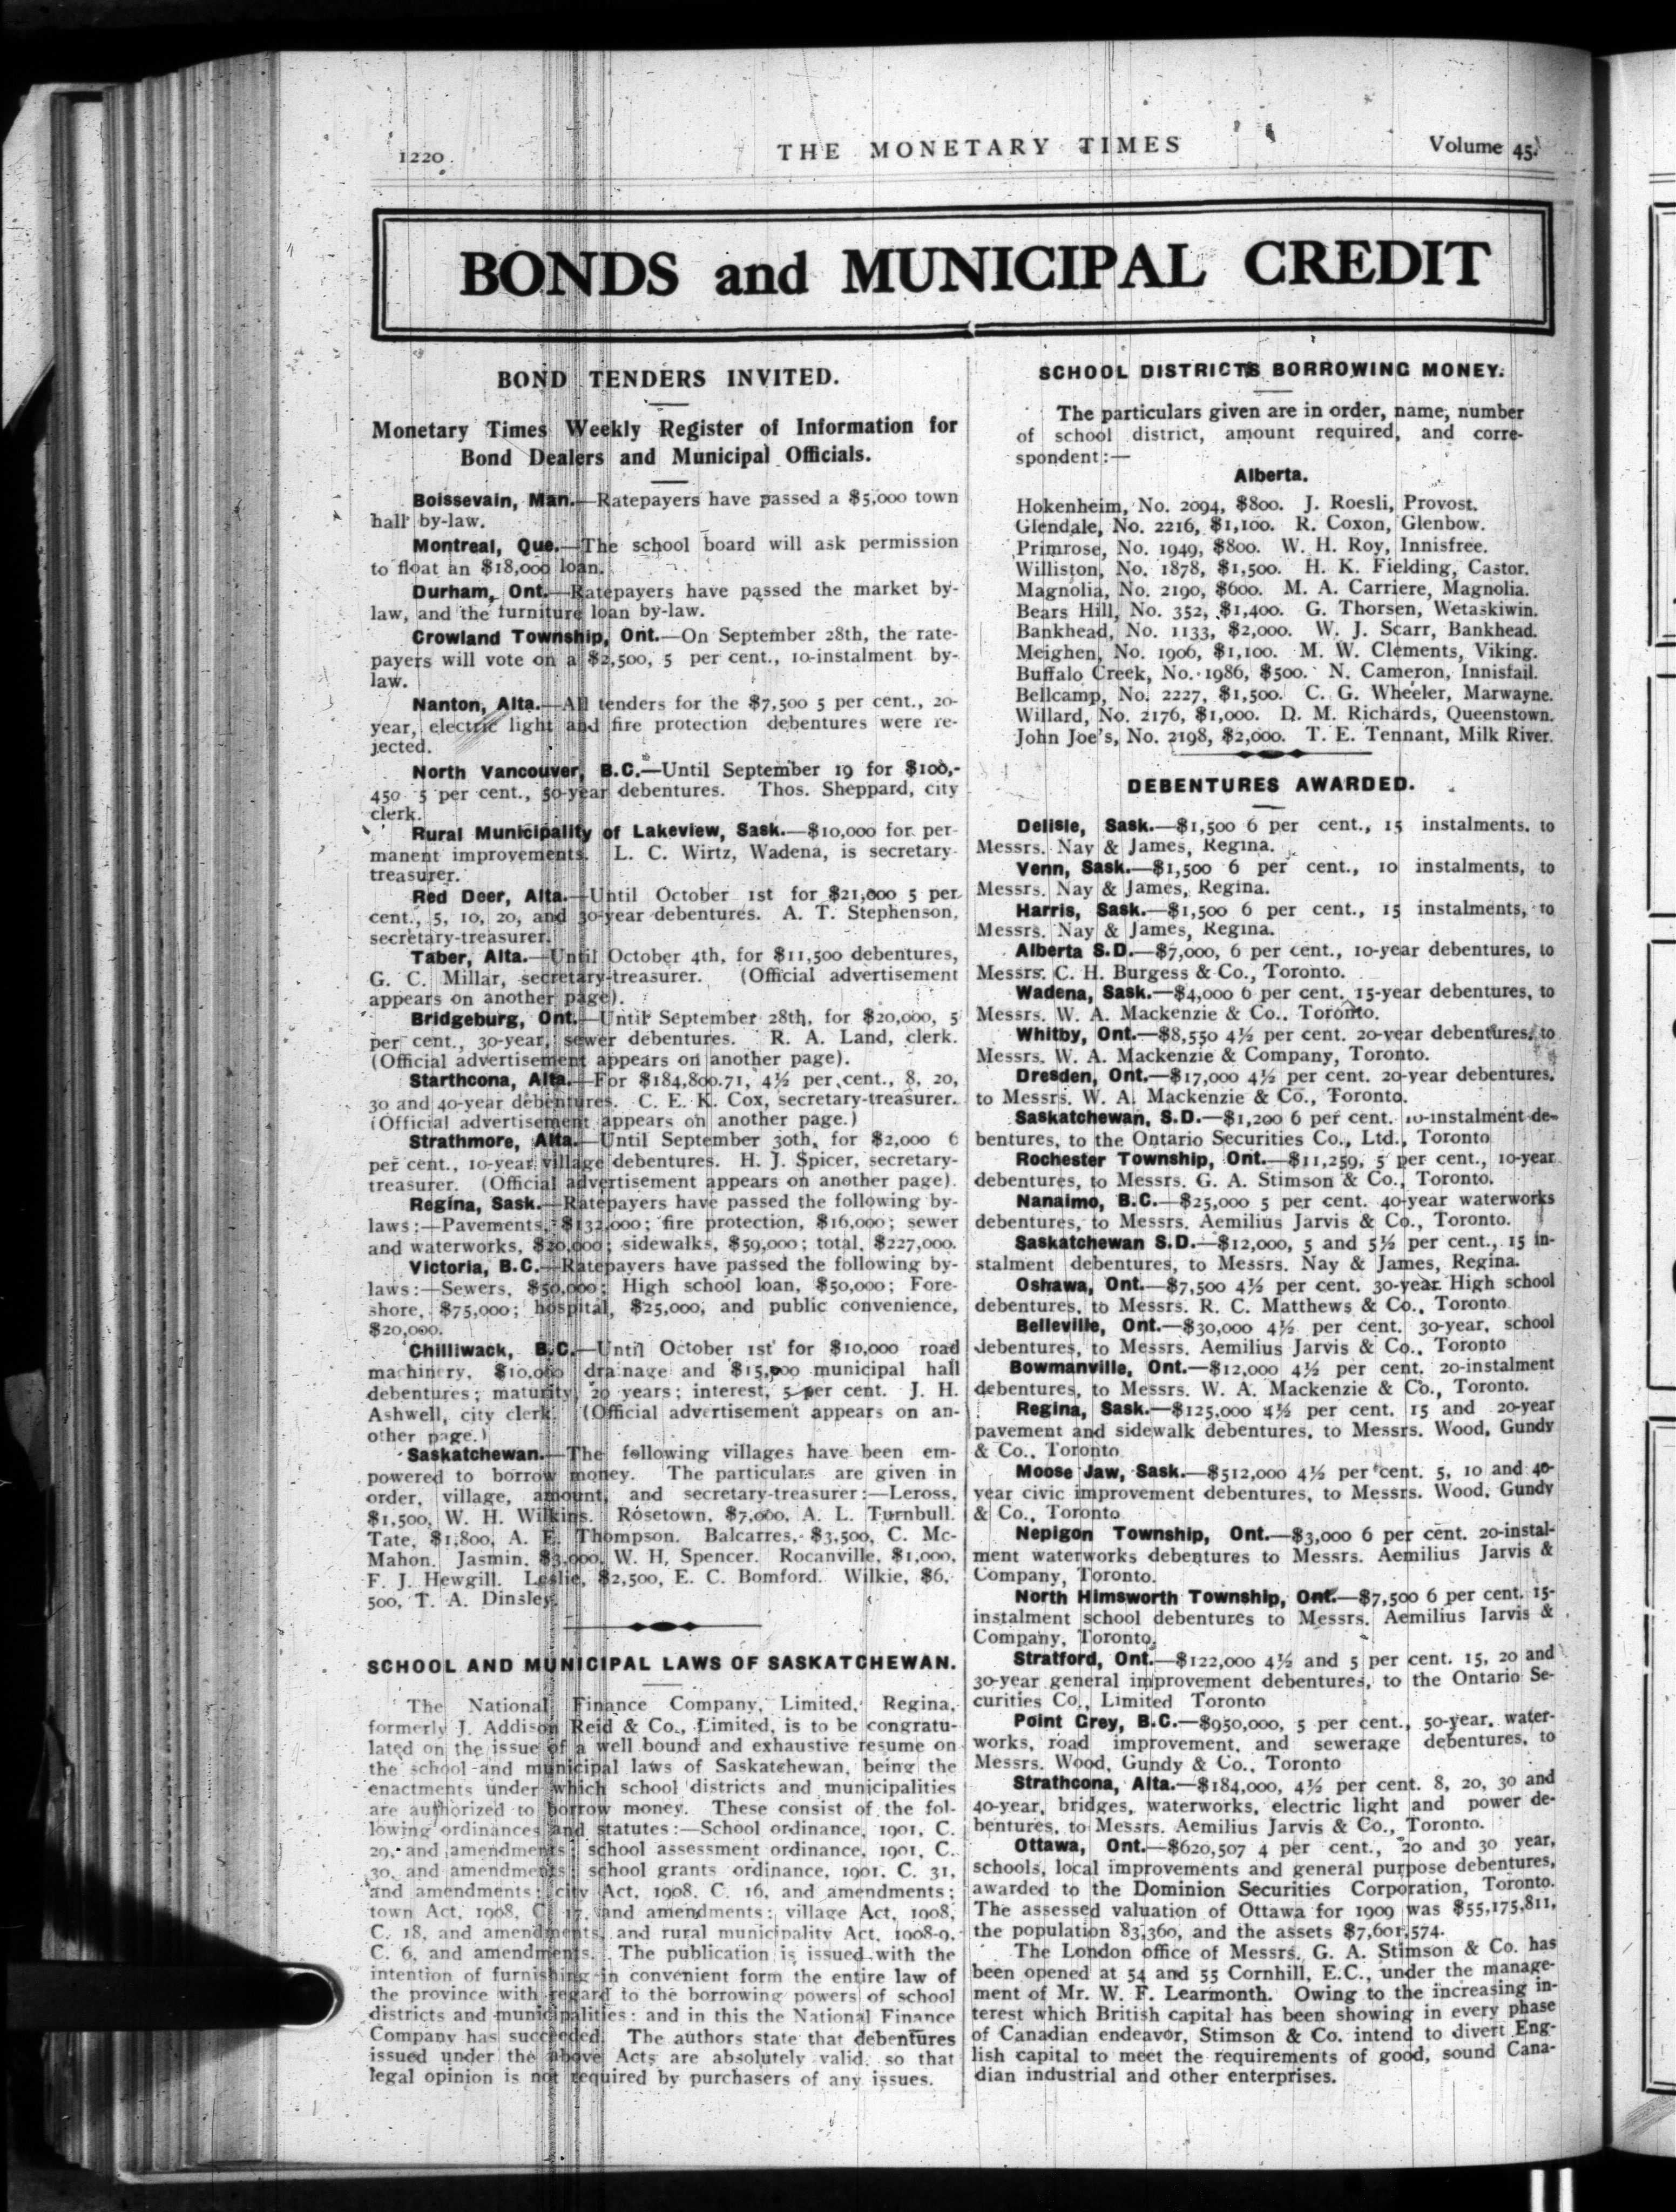 1220
THE MONETARY TIMES
Volume 45.
BONDS and MUNICIPAL CREDIT
BOND TENDERS INVITED.
Monetary Times Weekly Register of Information for
Bond Dealers and Municipal Officials.
Boissevain, Man.—Ratepayers have passed a $5,000 town
hall by-law.
Montreal, Que.—The school board will ask permission
to float an $18,000 loan.
Durham, Ont.—Ratepayers have passed the market by-
law, and the furniture loan by-law.
Crowland Township, Ont.—On September 28th, the rate-
payers will vote on a $2,500, 5 per cent., 10-instalment by-
law.
Nanton, Alta.—All tenders for the $7,500 5 per cent., 20-
year, electric light and fire protection debentures were re-
jected.
North Vancouver, B.C.—Until September 19 for $100,-
450 5 per cent., 50-year debentures. Thos. Sheppard, city
clerk.
Rural Municipality of Lakeview, Sask.—$10,000 for per-
manent improvements. L. C. Wirtz, Wadena, is secretary-
treasurer.
Red Deer, Alta.—Until October 1st for $21,000 5 per
cent., 5, 10, 20, and 30-year debentures. A. T. Stephenson,
secretary-treasurer.
Taber, Alta.—Until October 4th, for $11,500 debentures,
G. C. Millar, secretary-treasurer. (Official advertisement
appears on another page).
Bridgeburg, Ont.—Until September 28th, for $20,000, 5
per cent., 30-year, sewer debentures. R. A. Land, clerk.
(Official advertisement appears on another page).
Starthcona, Alta.—For $184,800.71, 4½ per cent., 8, 20,
30 and 40-year debentures. C. E. K. Cox, secretary-treasurer.
(Official advertisement appears on another page.)
Strathmore, Alta.—Until September 30th, for $2,000 6
per cent., 10-year village debentures. H. J. Spicer, secretary-
treasurer. (Official advertisement appears on another page).
Regina, Sask.—Ratepayers have passed the following by-
laws:—Pavements, $132,000; fire protection, $16,000; sewer
and waterworks, $20,000; sidewalks, $59,000; total, $227,000.
Victoria, B.C.—Ratepayers have passed the following by-
laws:—Sewers, $50,000; High school loan, $50,000; Fore-
shore, $75,000; hospital, $25,000, and public convenience,
$20,000.
Chilliwack, B.C.—Until October 1st for $10,000 road
machinery, $10,000 drainage and $15,000 municipal hall
debentures; maturity 20 years; interest, 5 per cent. J. H.
Ashwell, city clerk. (Official advertisement appears on an-
other page.)
Saskatchewan.—The following villages have been em-
powered to borrow money. The particulars are given in
order, village, amount, and secretary-treasurer:—Leross,
$1,500, W. H. Wilkins. Rosetown, $7,000, A. L. Turnbull.
Tate, $1,800, A. E. Thompson. Balcarres, $3,500, C. Mc-
Mahon. Jasmin, $3,000, W. H. Spencer. Rocanville, $1,000,
F. J. Hewgill. Leslie, $2,500, E. C. Bomford. Wilkie, $6,-
500, T. A. Dinsley.
SCHOOL AND MUNICIPAL LAWS OF SASKATCHEWAN.
The National Finance Company, Limited, Regina,
formerly J. Addison Reid & Co., Limited, is to be congratu-
lated on the issue of a well bound and exhaustive resume on
the school and municipal laws of Saskatchewan, being the
enactments under which school districts and municipalities
are authorized to borrow money. These consist of the fol-
lowing ordinances and statutes:—School ordinance, 1901, C.
29, and amendments; school assessment ordinance, 1901, C.
30, and amendments; school grants ordinance, 1901, C. 31,
and amendments; city Act, 1908, C. 16, and amendments;
town Act, 1908, C. 17, and amendments; village Act, 1908,
C. 18, and amendments, and rural municipality Act, 1908-9,
C. 6, and amendments. The publication is issued with the
intention of furnishing in convenient form the entire law of
the province with regard to the borrowing powers of school
districts and municipalities: and in this the National Finance
Company has succeeded. The authors state that debentures
issued under the above Acts are absolutely valid, so that
legal opinion is not required by purchasers of any issues.
SCHOOL DISTRICTS BORROWING MONEY.
The particulars given are in order, name, number
of school district, amount required, and corre-
spondent:—
Alberta.
Hokenheim, No. 2094, $800. J. Roesli, Provost.
Glendale, No. 2216, $1,100. R. Coxon, Glenbow.
Primrose, No. 1949, $800. W. H. Roy, Innisfree.
Williston, No. 1878, $1,500. H. K. Fielding, Castor.
Magnolia, No. 2190, $600. M. A. Carriere, Magnolia.
Bears Hill, No. 352, $1,400. G. Thorsen, Wetaskiwin.
Bankhead, No. 1133, $2,000. W. J. Scarr, Bankhead.
Meighen, No. 1906, $1,100. M. W. Clements, Viking.
Buffalo Creek, No. 1986, $500. N. Cameron, Innisfail.
Bellcamp, No. 2227, $1,500. C. G. Wheeler, Marwayne.
Willard, No. 2176, $1,000. D. M. Richards, Queenstown.
John Joe's, No. 2198, $2,000. T. E. Tennant, Milk River.
DEBENTURES AWARDED.
Delisle, Sask.—$1,500 6 per cent., 15 instalments, to
Messrs. Nay & James, Regina.
Venn, Sask.—$1,500 6 per cent., 10 instalments, to
Messrs. Nay & James, Regina.
Harris, Sask.—$1,500 6 per cent., 15 instalments, to
Messrs. Nay & James, Regina.
Alberta S.D.—$7,000, 6 per cent., 10-year debentures, to
Messrs. C. H. Burgess & Co., Toronto.
Wadena, Sask.—$4,000 6 per cent. 15-year debentures, to
Messrs. W. A. Mackenzie & Co., Toronto.
Whitby, Ont.—$8,550 4½ per cent. 20-year debentures, to
Messrs. W. A. Mackenzie & Company, Toronto.
Dresden, Ont.—$17,000 4½ per cent. 20-year debentures,
to Messrs. W. A. Mackenzie & Co., Toronto.
Saskatchewan, S.D.—$1,200 6 per cent. 10-instalment de-
bentures, to the Ontario Securities Co., Ltd., Toronto
Rochester Township, Ont.—$11,259, 5 per cent., 10-year
debentures, to Messrs. G. A. Stimson & Co., Toronto.
Nanaimo, B.C.—$25,000 5 per cent. 40-year waterworks
debentures, to Messrs. Aemilius Jarvis & Co., Toronto.
Saskatchewan S.D.—$12,000, 5 and 5½ per cent., 15 in-
stalment debentures, to Messrs. Nay & James, Regina.
Oshawa, Ont.—$7,500 4½ per cent. 30-year High school
debentures, to Messrs. R. C. Matthews & Co., Toronto.
Belleville, Ont.—$30,000 4½ per cent. 30-year, school
debentures, to Messrs. Aemilius Jarvis & Co., Toronto
Bowmanville, Ont.—$12,000 4½ per cent. 20-instalment
debentures, to Messrs. W. A. Mackenzie & Co., Toronto.
Regina, Sask.—$125,000 4½ per cent. 15 and 20-year
pavement and sidewalk debentures, to Messrs. Wood, Gundy
& Co., Toronto
Moose Jaw, Sask.—$512,000 4½ per cent. 5, 10 and 40-
year civic improvement debentures, to Messrs. Wood, Gundy
& Co., Toronto
Nepigon Township, Ont.—$3,000 6 per cent. 20-instal-
ment waterworks debentures to Messrs. Aemilius Jarvis &
Company, Toronto.
North Himsworth Township, Ont.—$7,500 6 per cent. 15-
instalment school debentures to Messrs. Aemilius Jarvis &
Company, Toronto.
Stratford, Ont.—$122,000 4½ and 5 per cent. 15, 20 and
30-year general improvement debentures, to the Ontario Se-
curities Co., Limited Toronto
Point Grey, B.C.—$950,000, 5 per cent., 50-year, water-
works, road improvement, and sewerage debentures, to
Messrs. Wood, Gundy & Co., Toronto
Strathcona, Alta.—$184,000, 4½ per cent. 8, 20, 30 and
40-year, bridges, waterworks, electric light and power de-
bentures, to Messrs. Aemilius Jarvis & Co., Toronto.
Ottawa, Ont.—$620,507 4 per cent., 20 and 30 year,
schools, local improvements and general purpose debentures,
awarded to the Dominion Securities Corporation, Toronto.
The assessed valuation of Ottawa for 1909 was $55,175,811,
the population 83,360, and the assets $7,601,574.
The London office of Messrs. G. A. Stimson & Co. has
been opened at 54 and 55 Cornhill, E.C., under the manage-
ment of Mr. W. F. Learmonth. Owing to the increasing in-
terest which British capital has been showing in every phase
of Canadian endeavor, Stimson & Co. intend to divert Eng-
lish capital to meet the requirements of good, sound Cana-
dian industrial and other enterprises.